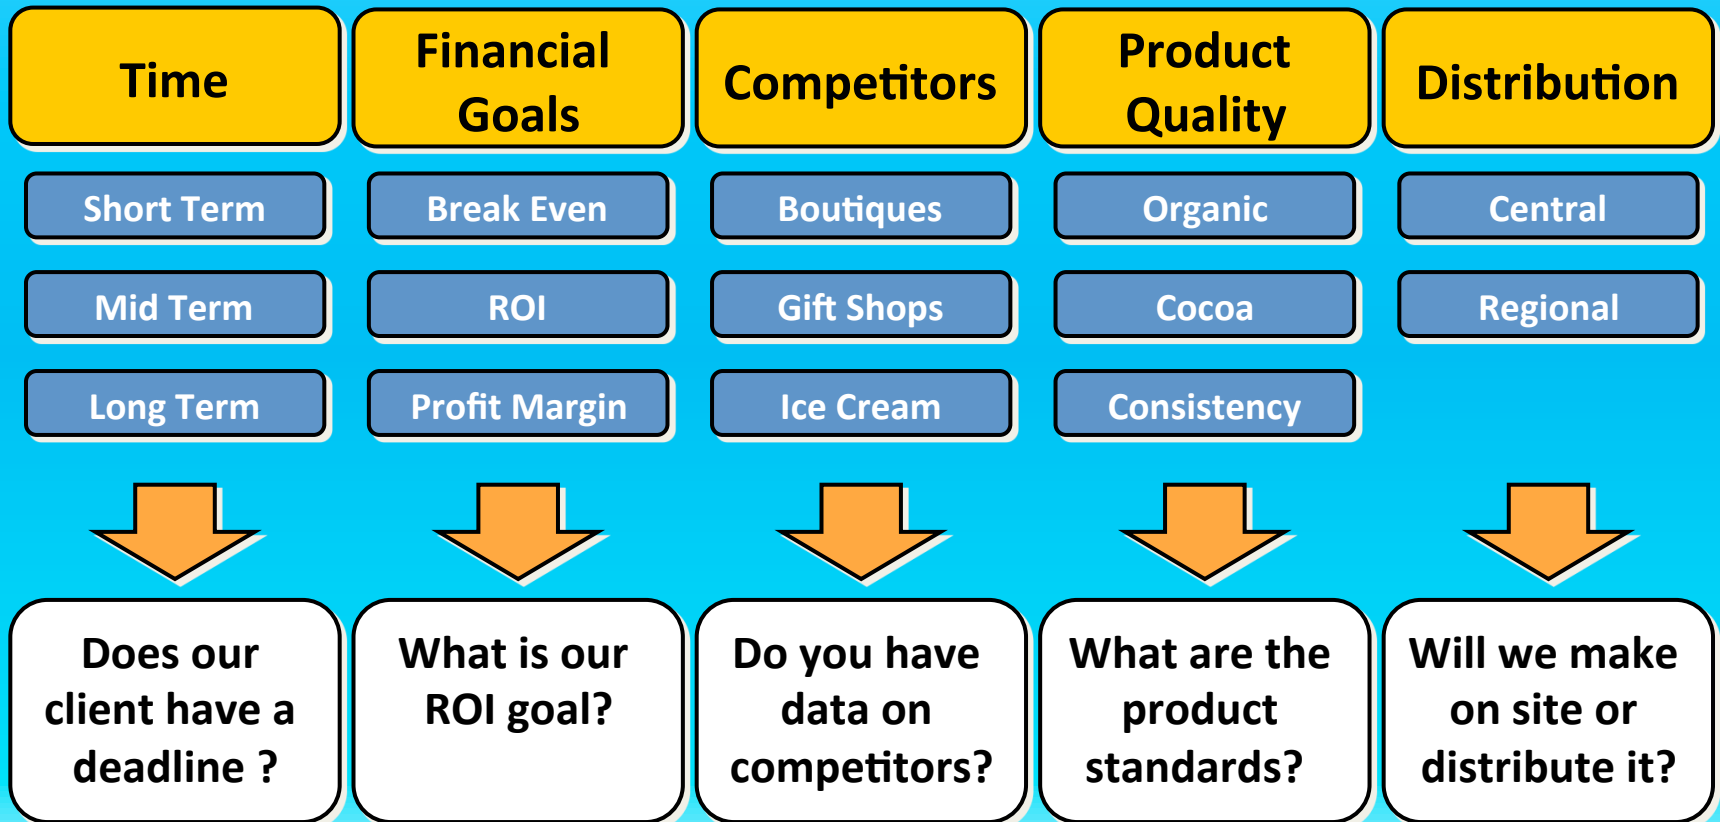 Time
Financial
Goals
Competitors
Product
Quality
Distribution
Short Term
Break Even
Boutiques
Organic
Central
Mid Term
ROI
Gift Shops
Cocoa
Regional
Long Term
Profit Margin
Ice Cream
Consistency
Does our
client have a
deadline ?
What is our
ROI goal?
Do you have
data on
competitors?
What are the
product
standards?
Will we make
on site or
distribute it?